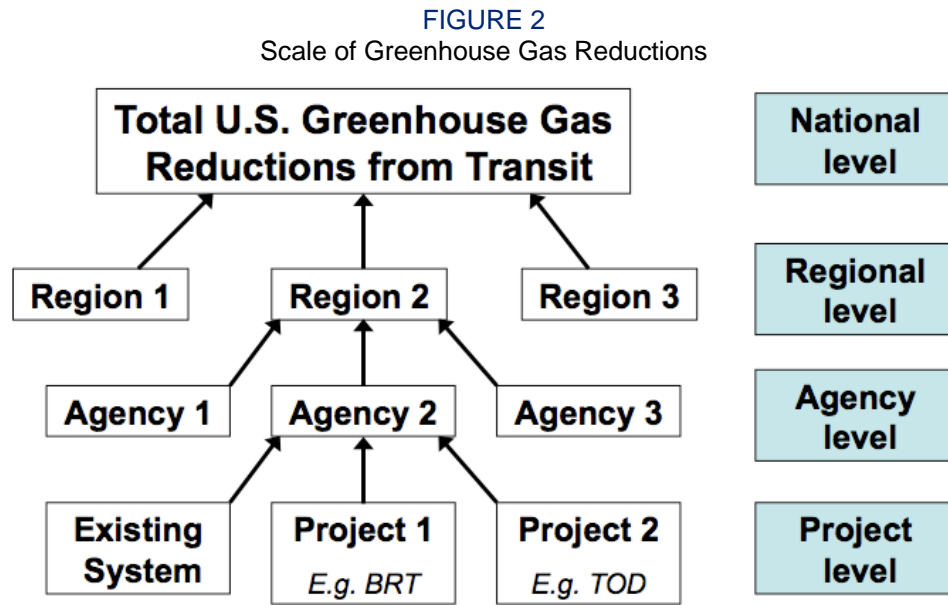 FIGURE 2
Scale of Greenhouse Gas Reductions
Total U.S. Greenhouse Gas
Reductions from Transit
National
level
Region 1
Region 2
Region 3
Regional
level
Agency 1
Agency 2
Agency 3
Agency
level
Existing
System
Project 1
E.g. BRT
Project 2
E.g. TOD
Project
level